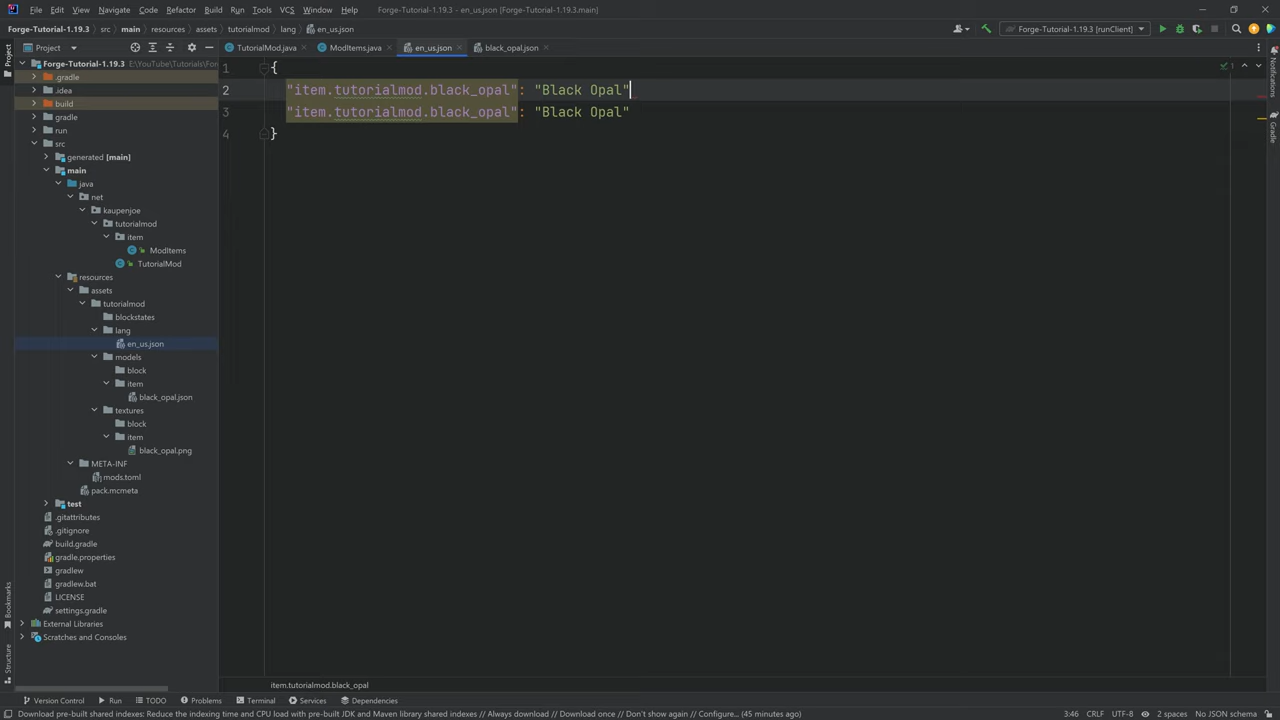 File Edit View Navigate Code Refactor Build Run Tools VCS Window Help Forge-Tutorial-1.19.3 - en_us.json [Forge-Tutorial-1.19.3.main]
Forge-Tutorial-1.19.3 src main resources assets tutorialmod lang en_us.json Forge-Tutorial-1.19.3 [runClient]
Project TutorialMod.java ModItems.java en_us.json black_opal.json
Project
Notifications
Gradle
Bookmarks
Structure
Forge-Tutorial-1.19.3 E:\YouTube\Tutorials\Forge-
.gradle
.idea
build
gradle
run
src
generated [main]
main
java
net
kaupenjoe
tutorialmod
item
ModItems
TutorialMod
resources
assets
tutorialmod
blockstates
lang
en_us.json
models
block
item
black_opal.json
textures
block
item
black_opal.png
META-INF
mods.toml
pack.mcmeta
test
.gitattributes
.gitignore
build.gradle
gradle.properties
gradlew
gradlew.bat
LICENSE
settings.gradle
External Libraries
Scratches and Consoles
1 {
2 "item.tutorialmod.black_opal": "Black Opal"
3 "item.tutorialmod.black_opal": "Black Opal"
4 }
1
item.tutorialmod.black_opal
Version Control Run TODO Problems Terminal Services Dependencies
Download pre-built shared indexes: Reduce the indexing time and CPU load with pre-built JDK and Maven library shared indexes // Always download // Download once // Don't show again // Configure... (45 minutes ago) 3:46 CRLF UTF-8 2 spaces No JSON schema